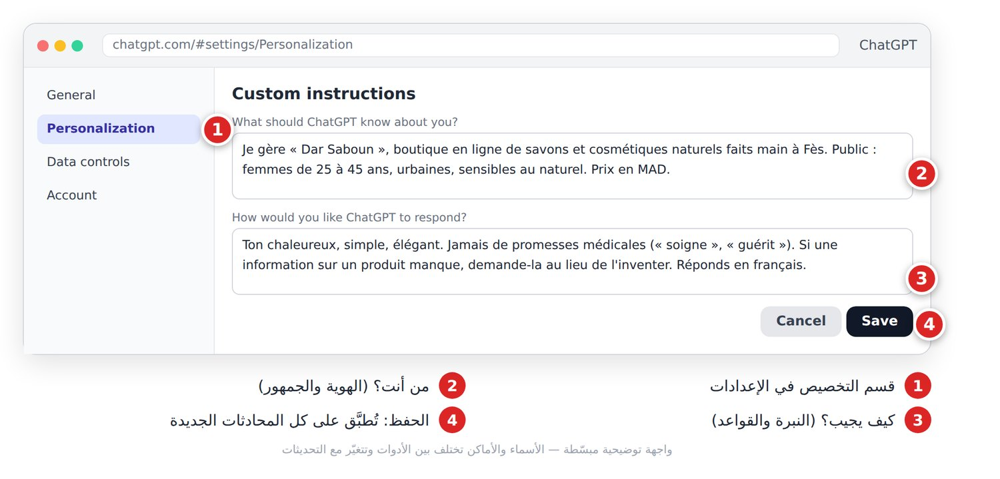 chatgpt.com/#settings/Personalization
ChatGPT
General
Personalization
Data controls
Account
Custom instructions
1
What should ChatGPT know about you?
Je gère « Dar Saboun », boutique en ligne de savons et cosmétiques naturels faits main à Fès. Public :
femmes de 25 à 45 ans, urbaines, sensibles au naturel. Prix en MAD.
2
How would you like ChatGPT to respond?
Ton chaleureux, simple, élégant. Jamais de promesses médicales (« soigne », « guérit »). Si une
information sur un produit manque, demande-la au lieu de l'inventer. Réponds en français.
3
Cancel
Save
4
1 قسم التخصيص في الإعدادات
2 من أنت؟ (الهوية والجمهور)
3 كيف يجيب؟ (النبرة والقواعد)
4 الحفظ: تُطبَّق على كل المحادثات الجديدة
واجهة توضيحية مبسّطة — الأسماء والأماكن تختلف بين الأدوات وتتغيّر مع التحديثات